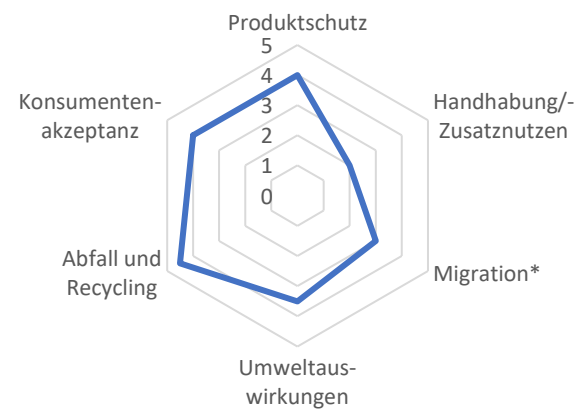 Produktschutz
5
4
3
2
1
0
Handhabung/-
Zusatznutzen
Migration*
Umweltaus-
wirkungen
Abfall und
Recycling
Konsumenten-
akzeptanz